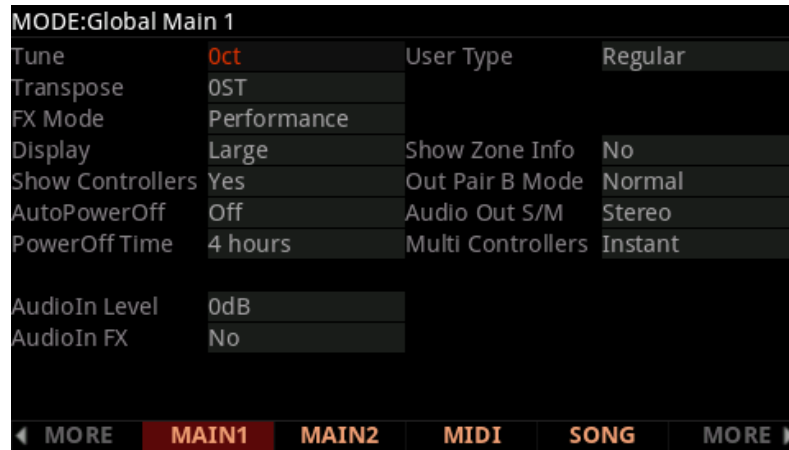 MODE:Global Main 1
Tune 0ct User Type Regular
Transpose 0ST
FX Mode Performance
Display Large Show Zone Info No
Show Controllers Yes Out Pair B Mode Normal
AutoPowerOff Off Audio Out S/M Stereo
PowerOff Time 4 hours Multi Controllers Instant
AudioIn Level 0dB
AudioIn FX No
MORE MAIN1 MAIN2 MIDI SONG MORE